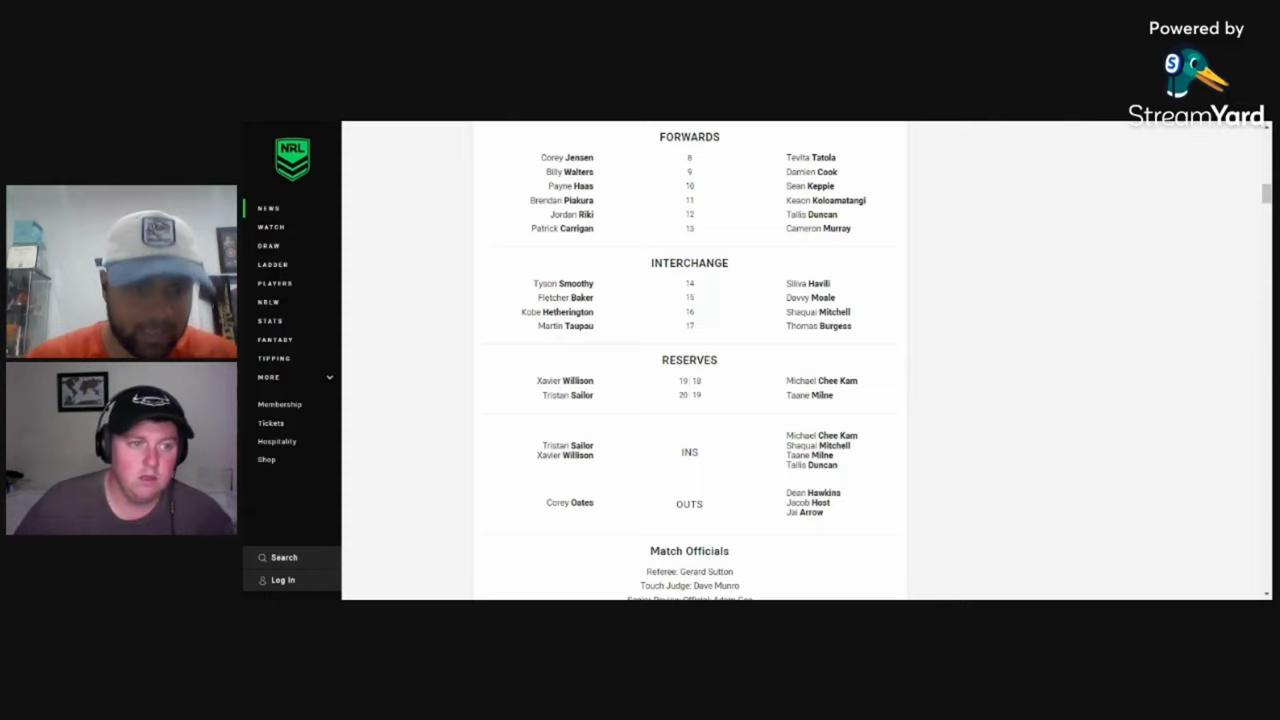 Powered by
StreamYard
NRL
NEWS
WATCH
DRAW
LADDER
PLAYERS
NRLW
STATS
FANTASY
TIPPING
MORE
Membership
Tickets
Hospitality
Shop
Search
Log In
FORWARDS
Corey Jensen 8 Tevita Tatola
Billy Walters 9 Damien Cook
Payne Haas 10 Sean Keppie
Brendan Piakura 11 Keaon Koloamatangi
Jordan Riki 12 Tallis Duncan
Patrick Carrigan 13 Cameron Murray
INTERCHANGE
Tyson Smoothy 14 Siliva Havili
Fletcher Baker 15 Davvy Moale
Kobe Hetherington 16 Shaquai Mitchell
Martin Taupau 17 Thomas Burgess
RESERVES
Xavier Willison 19 18 Michael Chee Kam
Tristan Sailor 20 19 Taane Milne
Tristan Sailor
Xavier Willison
INS
Michael Chee Kam
Shaquai Mitchell
Taane Milne
Tallis Duncan
Corey Oates
OUTS
Dean Hawkins
Jacob Host
Jai Arrow
Match Officials
Referee: Gerard Sutton
Touch Judge: Dave Munro